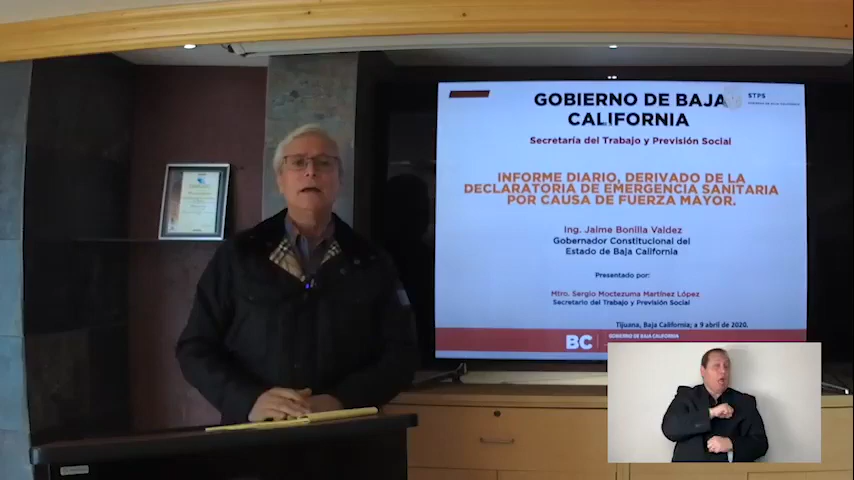 GOBIERNO DE BAJA
CALIFORNIA
STPS
Secretaría del Trabajo y Previsión Social
INFORME DIARIO, DERIVADO DE LA
DECLARATORIA DE EMERGENCIA SANITARIA
POR CAUSA DE FUERZA MAYOR.
Ing. Jaime Bonilla Valdez
Gobernador Constitucional del
Estado de Baja California
Presentado por:
Mtro. Sergio Moctezuma Martínez López
Secretario del Trabajo y Previsión Social
Tijuana, Baja California; a 9 abril de 2020.
BC
GOBIERNO DE BAJA CALIFORNIA